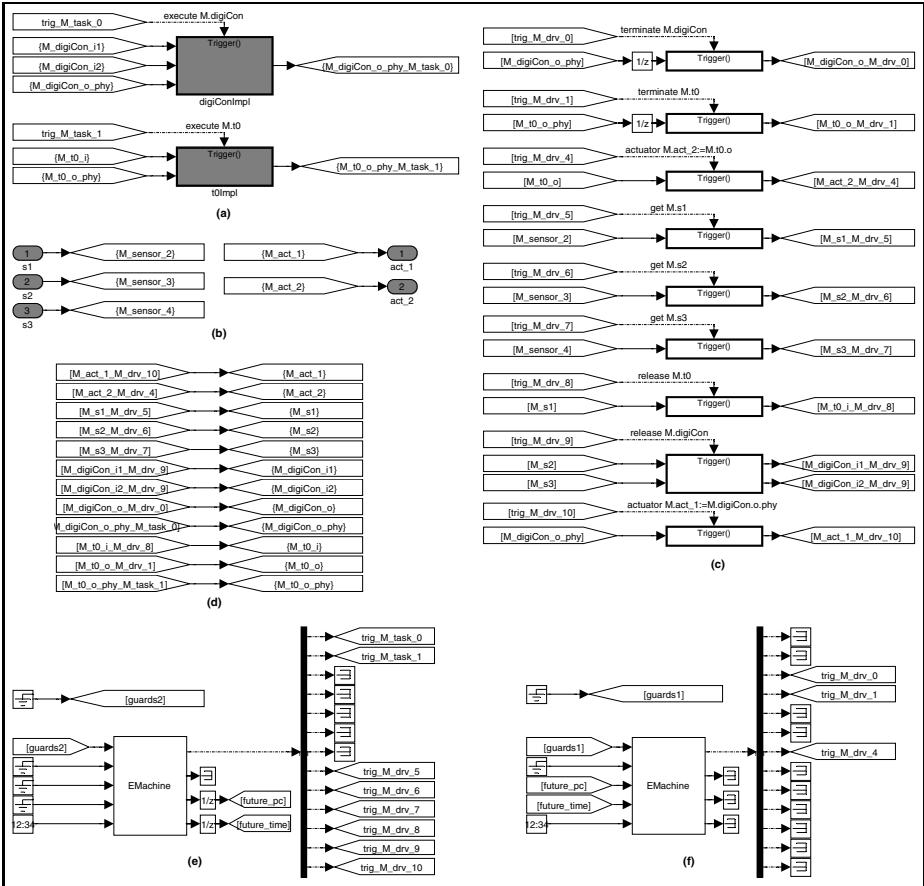 trig_M_task_0
execute M.digiCon
{M_digiCon_i1}
{M_digiCon_i2}
{M_digiCon_o_phy}
Trigger()
digiConImpl
{M_digiCon_o_phy_M_task_0}
trig_M_task_1
execute M.t0
{M_t0_i}
{M_t0_o_phy}
Trigger()
t0Impl
{M_t0_o_phy_M_task_1}
(a)
1
s1
{M_sensor_2}
2
s2
{M_sensor_3}
3
s3
{M_sensor_4}
{M_act_1}
1
act_1
{M_act_2}
2
act_2
(b)
[trig_M_drv_0]
terminate M.digiCon
[M_digiCon_o_phy]
1/z
Trigger()
[M_digiCon_o_M_drv_0]
[trig_M_drv_1]
terminate M.t0
[M_t0_o_phy]
1/z
Trigger()
[M_t0_o_M_drv_1]
[trig_M_drv_4]
actuator M.act_2:=M.t0.o
[M_t0_o]
Trigger()
[M_act_2_M_drv_4]
[trig_M_drv_5]
get M.s1
[M_sensor_2]
Trigger()
[M_s1_M_drv_5]
[trig_M_drv_6]
get M.s2
[M_sensor_3]
Trigger()
[M_s2_M_drv_6]
[trig_M_drv_7]
get M.s3
[M_sensor_4]
Trigger()
[M_s3_M_drv_7]
[trig_M_drv_8]
release M.t0
[M_s1]
Trigger()
[M_t0_i_M_drv_8]
[trig_M_drv_9]
release M.digiCon
[M_s2]
[M_s3]
Trigger()
[M_digiCon_i1_M_drv_9]
[M_digiCon_i2_M_drv_9]
[trig_M_drv_10]
actuator M.act_1:=M.digiCon.o.phy
[M_digiCon_o_phy]
Trigger()
[M_act_1_M_drv_10]
(c)
[M_act_1_M_drv_10]
{M_act_1}
[M_act_2_M_drv_4]
{M_act_2}
[M_s1_M_drv_5]
{M_s1}
[M_s2_M_drv_6]
{M_s2}
[M_s3_M_drv_7]
{M_s3}
[M_digiCon_i1_M_drv_9]
{M_digiCon_i1}
[M_digiCon_i2_M_drv_9]
{M_digiCon_i2}
[M_digiCon_o_M_drv_0]
{M_digiCon_o}
[M_digiCon_o_phy_M_task_0]
{M_digiCon_o_phy}
[M_t0_i_M_drv_8]
{M_t0_i}
[M_t0_o_M_drv_1]
{M_t0_o}
[M_t0_o_phy_M_task_1]
{M_t0_o_phy}
(d)
[guards2]
[guards2]
12:34
EMachine
1/z
[future_pc]
1/z
[future_time]
trig_M_task_0
trig_M_task_1
trig_M_drv_5
trig_M_drv_6
trig_M_drv_7
trig_M_drv_8
trig_M_drv_9
trig_M_drv_10
(e)
[guards1]
[guards1]
[future_pc]
[future_time]
12:34
EMachine
trig_M_drv_0
trig_M_drv_1
trig_M_drv_4
(f)